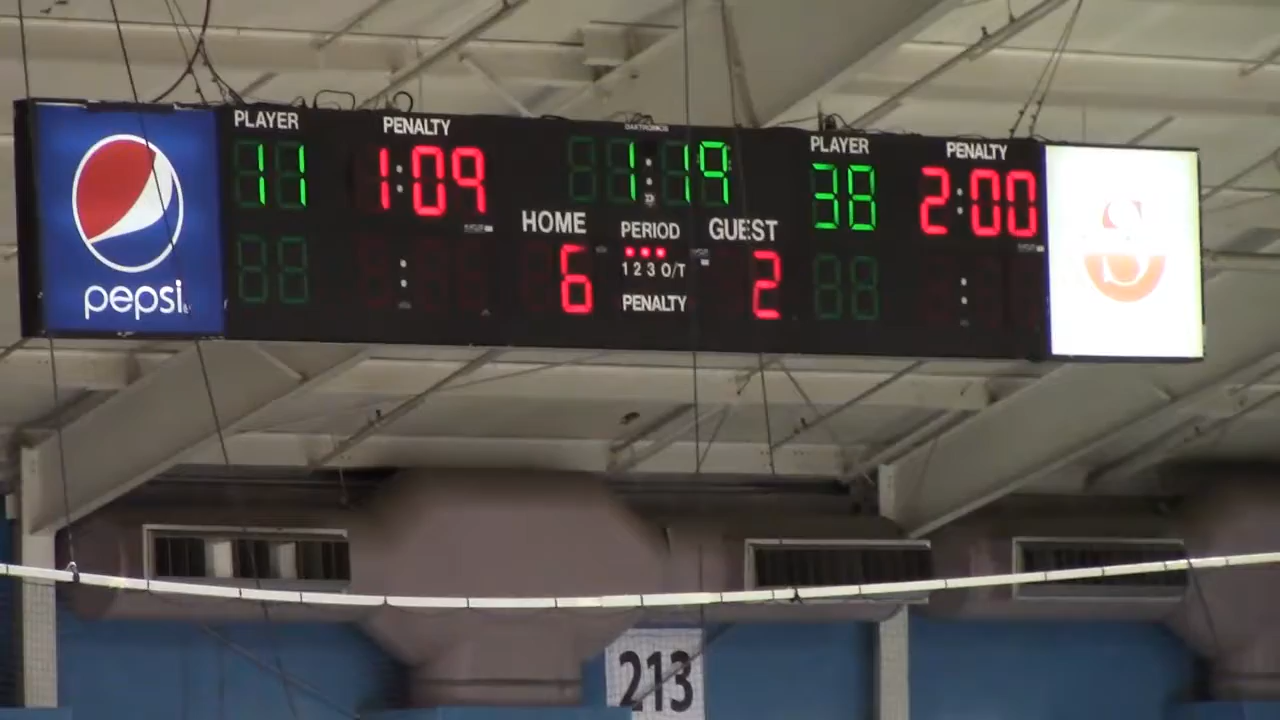 PLAYER PENALTY DAKTRONICS PLAYER PENALTY
11 1:09 1:19 38 2:00
HOME PERIOD GUEST
6 1 2 3 O/T 2
PENALTY
pepsi
S
213